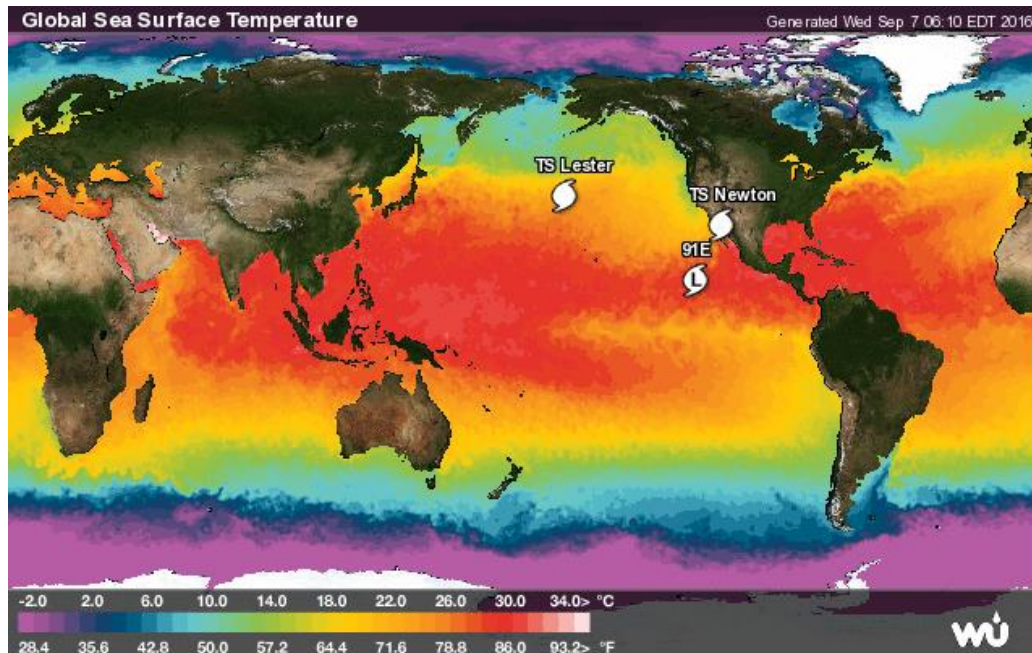 Global Sea Surface Temperature
Generated Wed Sep 7 06:10 EDT 2016
TS Lester
TS Newton
91E
L
-2.0 2.0 6.0 10.0 14.0 18.0 22.0 26.0 30.0 34.0> °C
28.4 35.6 42.8 50.0 57.2 64.4 71.6 78.8 86.0 93.2> °F
wu